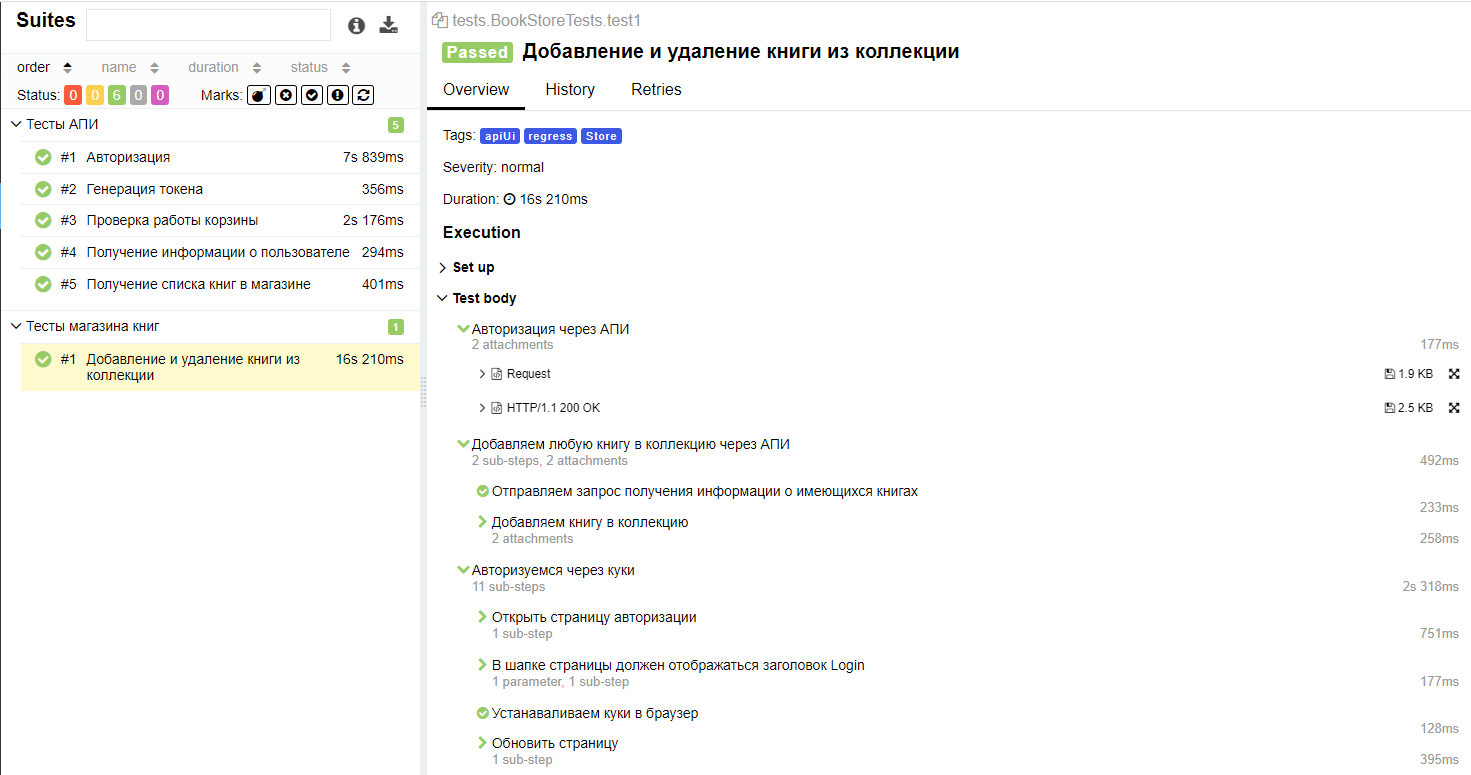 Suites
order name duration status
Status: 0 0 6 0 0 Marks:
Тесты АПИ 5
#1 Авторизация 7s 839ms
#2 Генерация токена 356ms
#3 Проверка работы корзины 2s 176ms
#4 Получение информации о пользователе 294ms
#5 Получение списка книг в магазине 401ms
Тесты магазина книг 1
#1 Добавление и удаление книги из 16s 210ms
коллекции
tests.BookStoreTests.test1
Passed Добавление и удаление книги из коллекции
Overview History Retries
Tags: apiUi regress Store
Severity: normal
Duration: 16s 210ms
Execution
Set up
Test body
Авторизация через АПИ
2 attachments 177ms
Request 1.9 KB
HTTP/1.1 200 OK 2.5 KB
Добавляем любую книгу в коллекцию через АПИ
2 sub-steps, 2 attachments 492ms
Отправляем запрос получения информации о имеющихся книгах
233ms
Добавляем книгу в коллекцию
2 attachments 258ms
Авторизуемся через куки
11 sub-steps 2s 318ms
Открыть страницу авторизации
1 sub-step 751ms
В шапке страницы должен отображаться заголовок Login
1 parameter, 1 sub-step 177ms
Устанаваливаем куки в браузер
128ms
Обновить страницу
1 sub-step 395ms